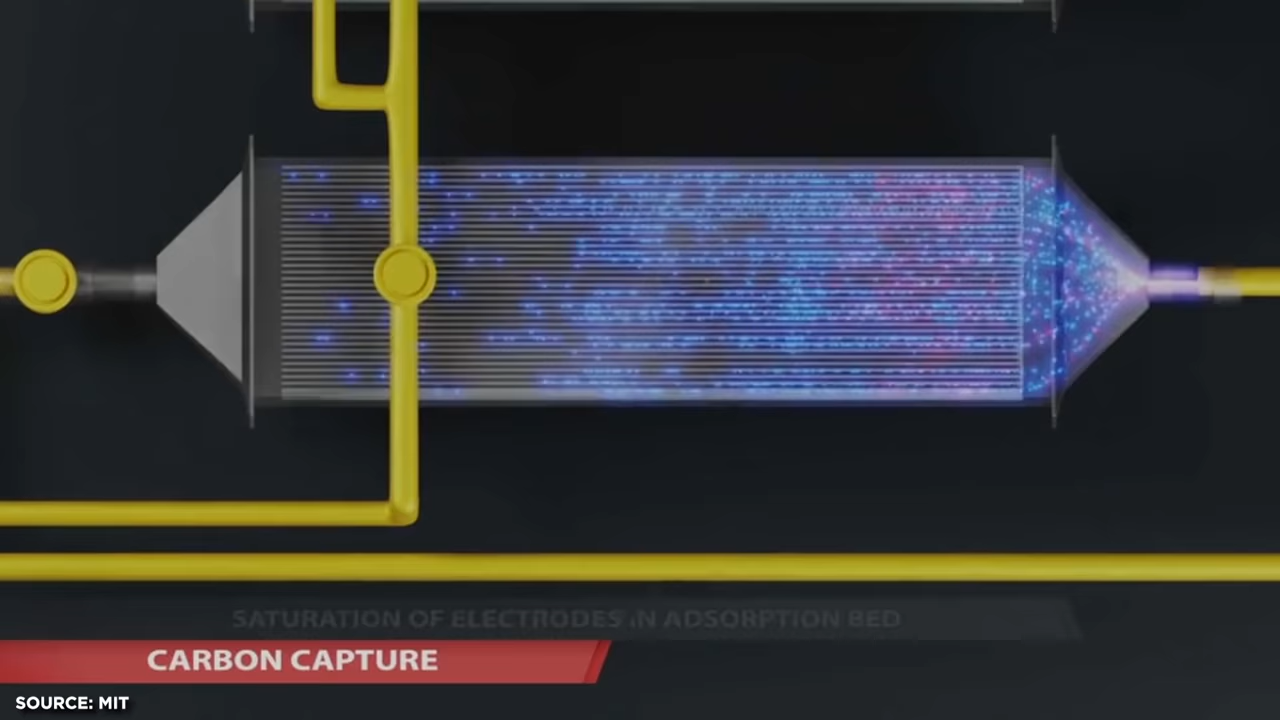 SATURATION OF ELECTRODES IN ADSORPTION BED
CARBON CAPTURE
SOURCE: MIT